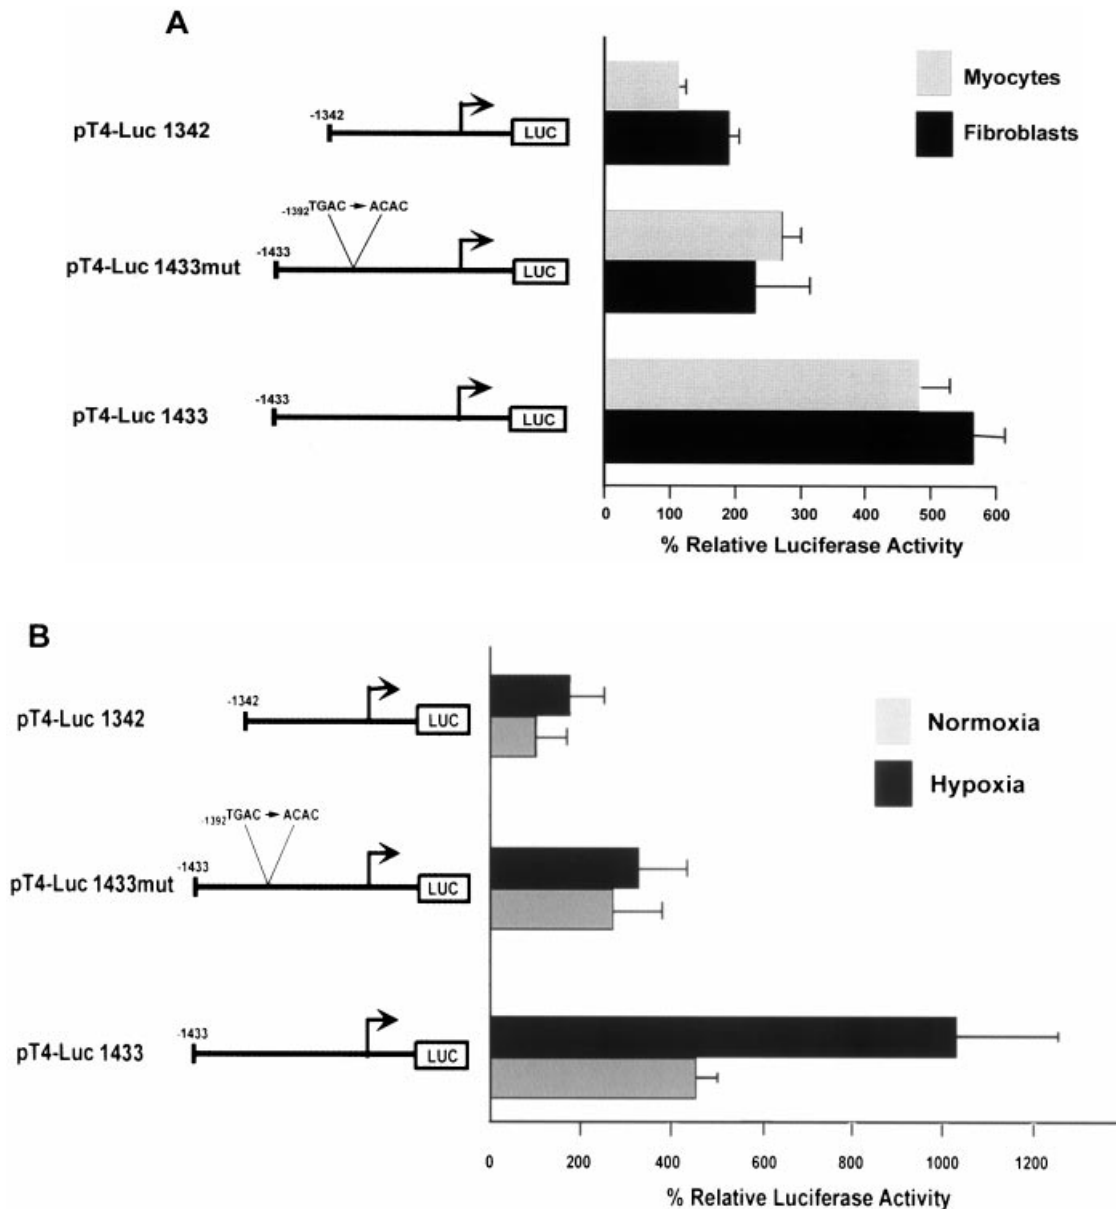 A
Myocytes
Fibroblasts
-1342
pT4-Luc 1342
LUC
-1392TGAC → ACAC
-1433
pT4-Luc 1433mut
LUC
-1433
pT4-Luc 1433
LUC
0 100 200 300 400 500 600
% Relative Luciferase Activity
B
Normoxia
Hypoxia
-1342
pT4-Luc 1342
LUC
-1392TGAC → ACAC
-1433
pT4-Luc 1433mut
LUC
-1433
pT4-Luc 1433
LUC
0 200 400 600 800 1000 1200
% Relative Luciferase Activity